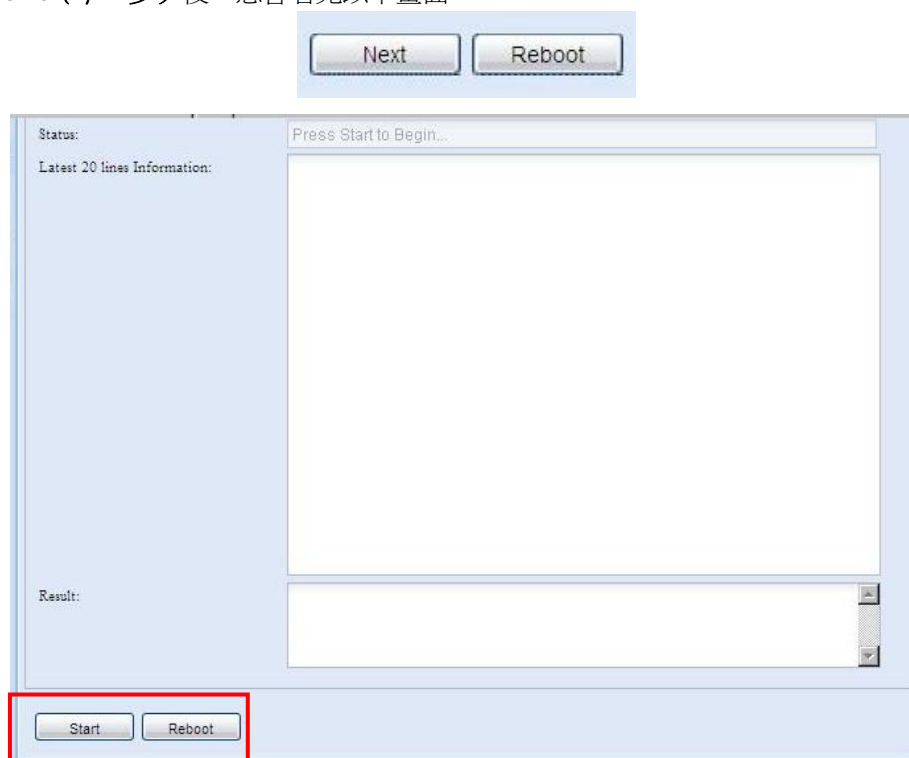 Next Reboot
Status: Press Start to Begin...
Latest 20 lines Information:
Result:
Start Reboot